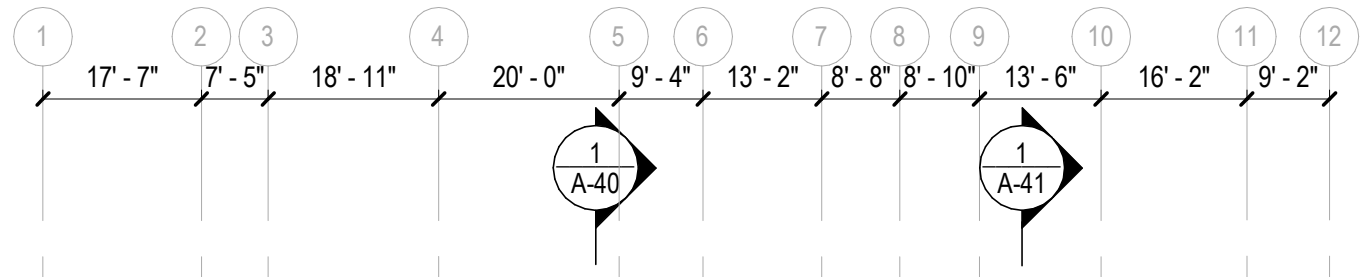 1 2 3 4 5 6 7 8 9 10 11 12
17' - 7" 7' - 5" 18' - 11" 20' - 0" 9' - 4" 13' - 2" 8' - 8" 8' - 10" 13' - 6" 16' - 2" 9' - 2"
1 1
A-40 A-41